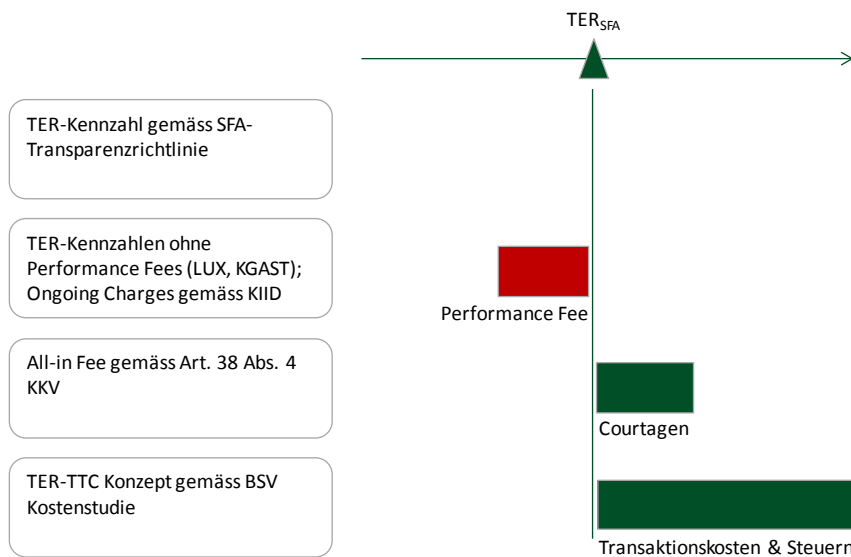 TER_SFA
TER-Kennzahl gemäss SFA-
Transparenzrichtlinie
TER-Kennzahlen ohne
Performance Fees (LUX, KGAST);
Ongoing Charges gemäss KIID
Performance Fee
All-in Fee gemäss Art. 38 Abs. 4
KKV
Courtagen
TER-TTC Konzept gemäss BSV
Kostenstudie
Transaktionskosten & Steuern